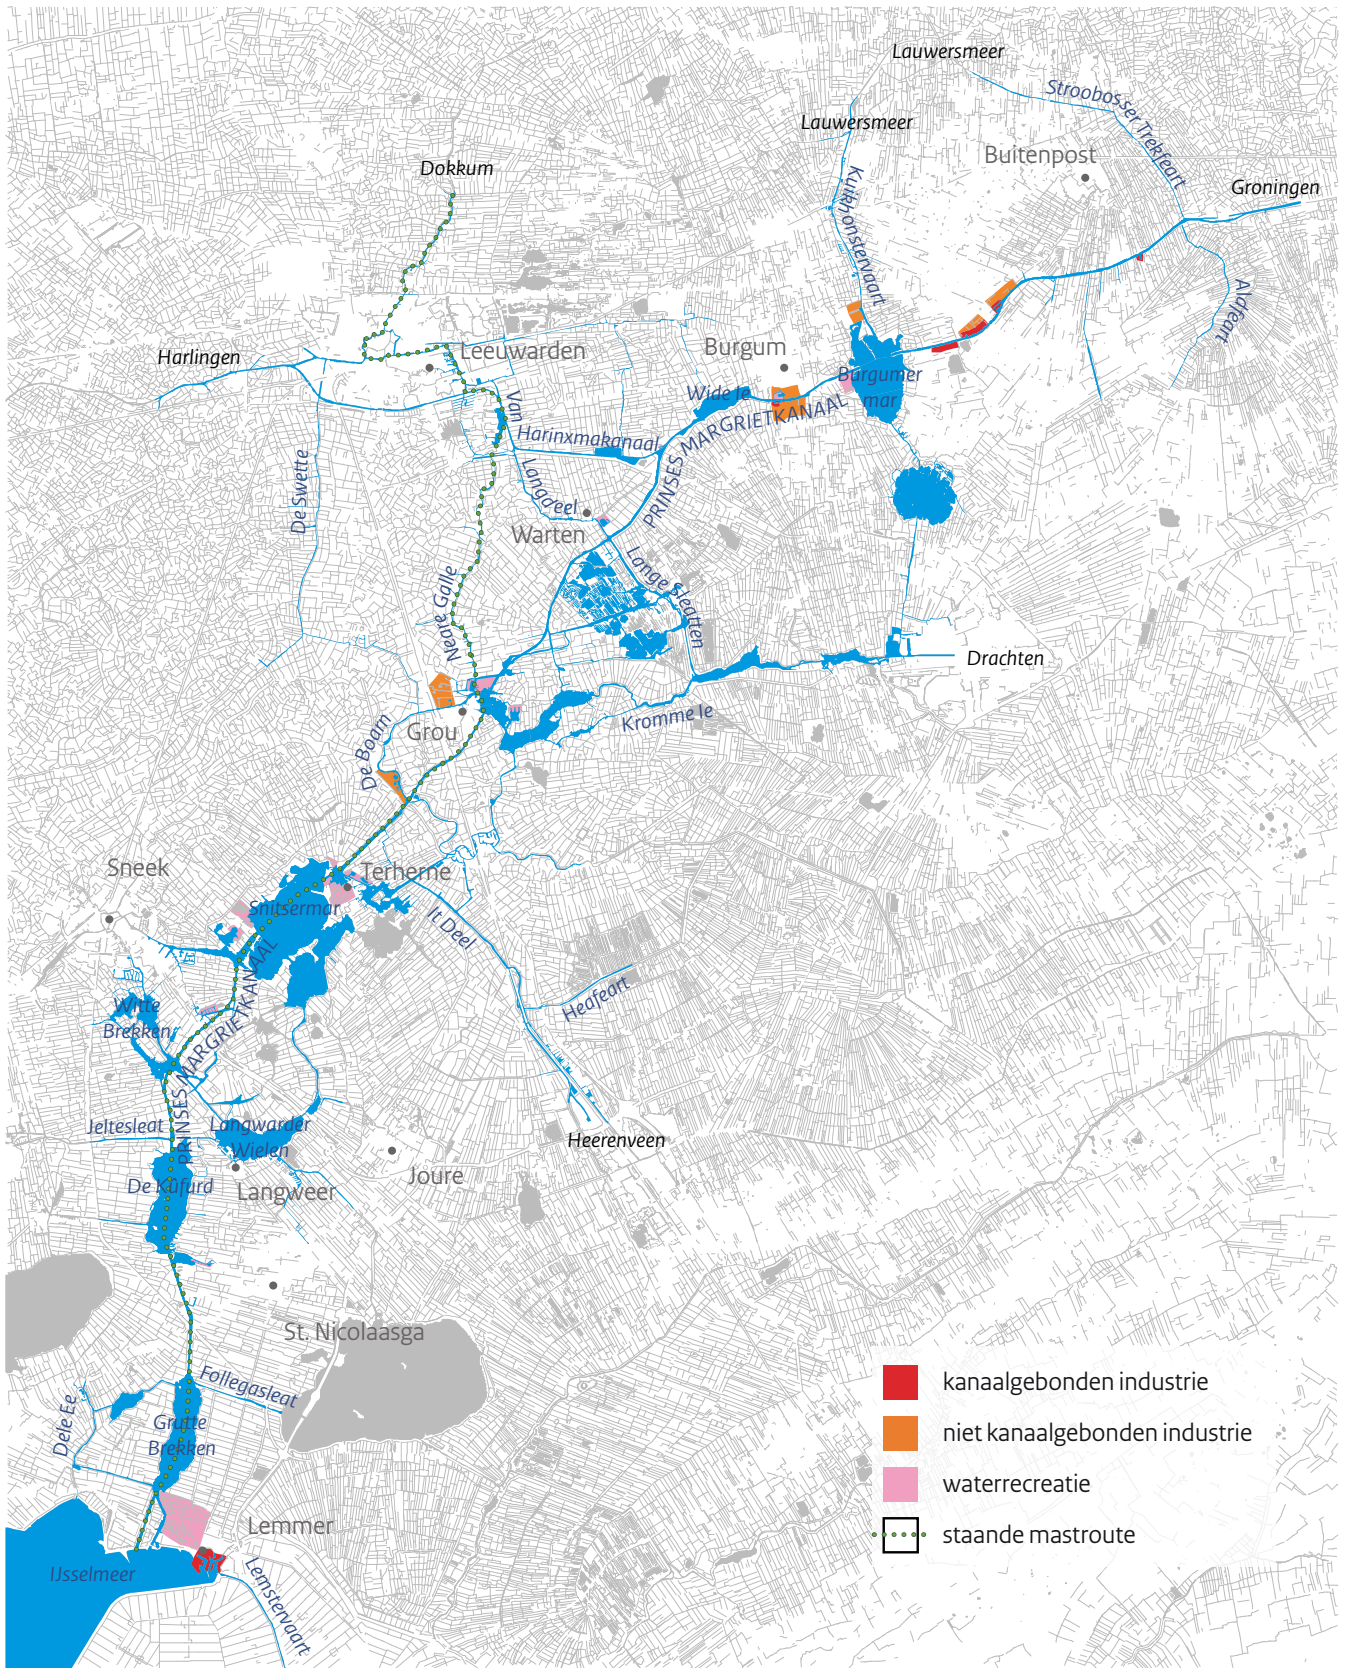 Lauwersmeer
Stroobosser Trekfeart
Lauwersmeer
Buitenpost
Dokkum
Groningen
Kuikhornstervaart
Aldfeart
Harlingen
Leeuwarden
Burgum
Burgumer
mar
Wide Ie
PRINSES MARGRIETKANAAL
Van
Harinxmakanaal
De Swette
Langdeel
Warten
Lange Sleatten
Neare Galle
Drachten
Kromme Ie
Grou
De Boarn
Sneek
Terherne
Snitsermar
It Deel
PRINSES MARGRIETKANAAL
Heafeart
Witte
Brekken
Jeltesleat
Langwarder
Wielen
Heerenveen
De Kûfurd
Langweer
Joure
St. Nicolaasga
Follegasleat
Grutte
Brekken
Lemmer
IJsselmeer
Lemstervaart
kanaalgebonden industrie
niet kanaalgebonden industrie
waterrecreatie
staande mastroute